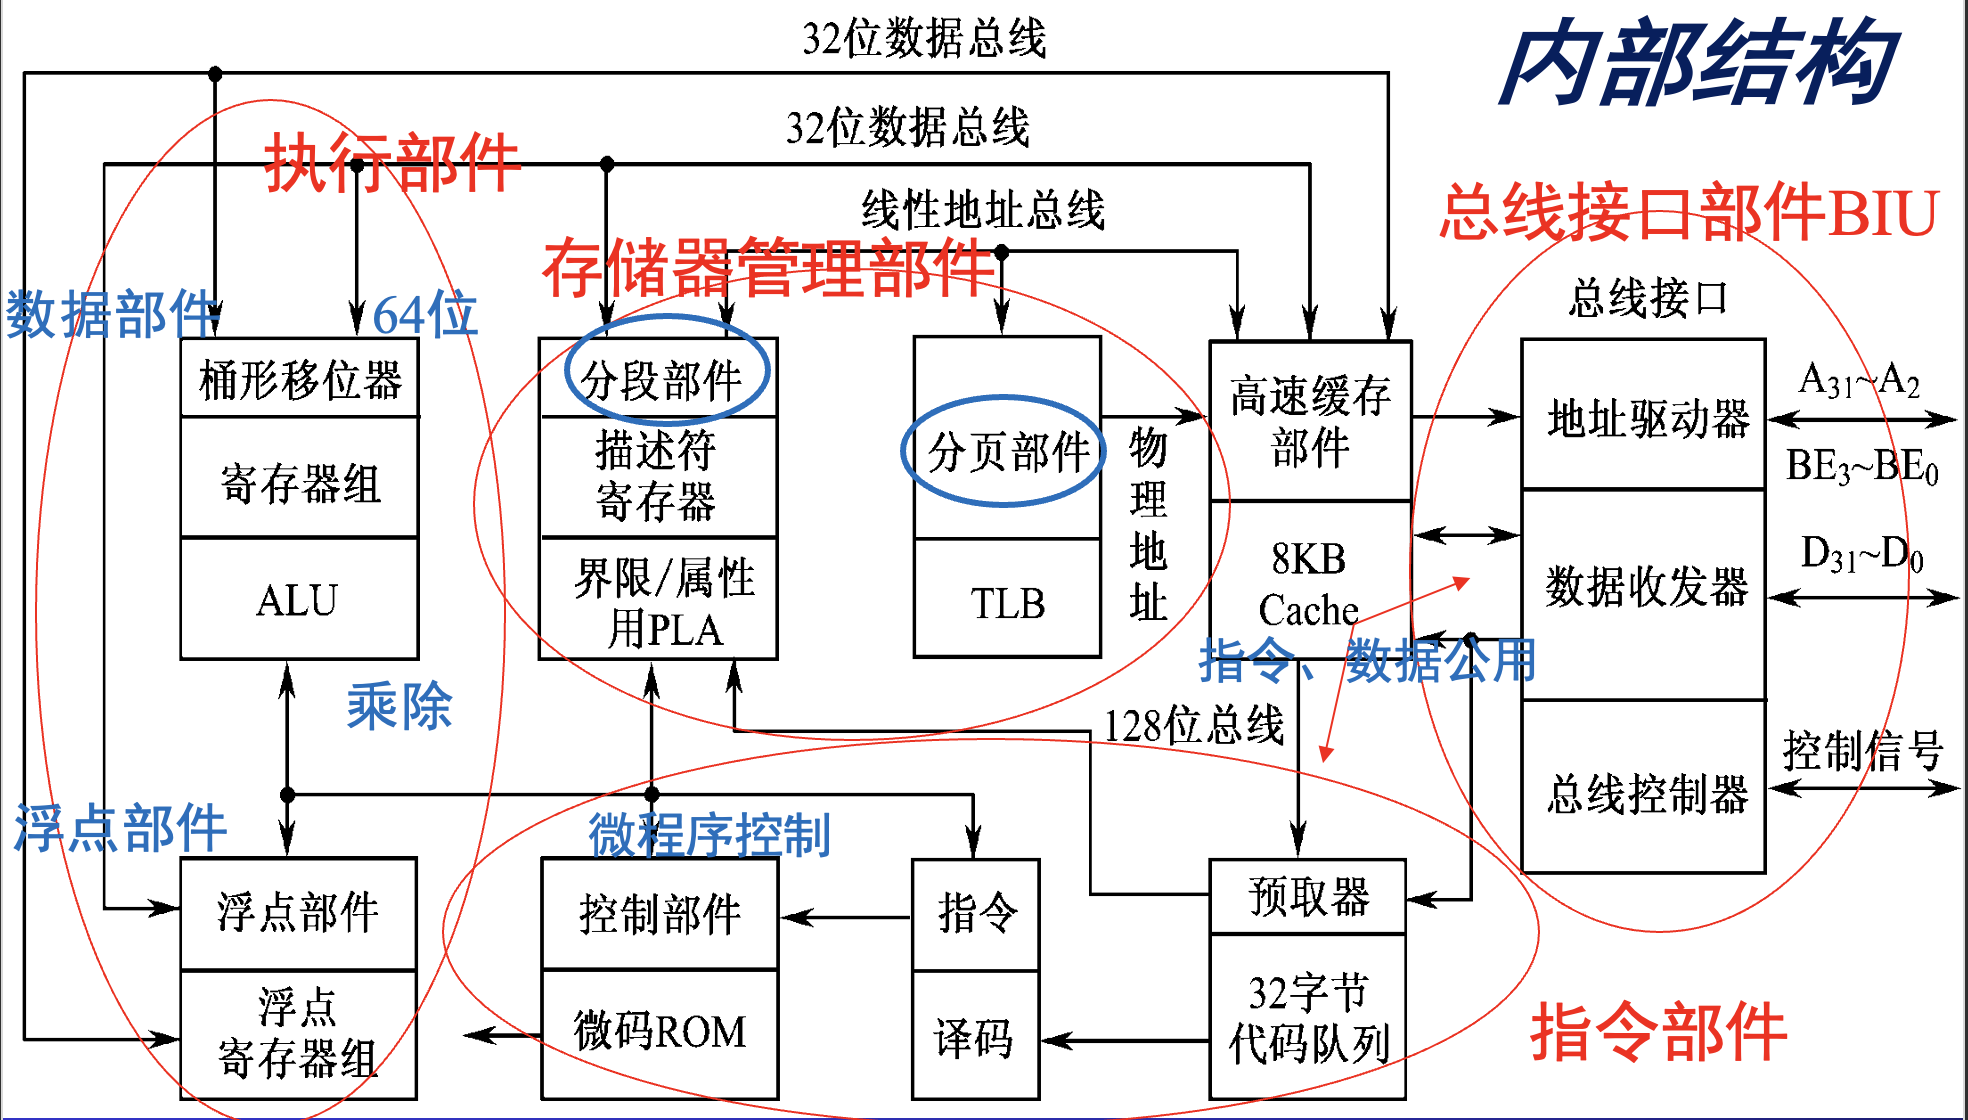 32位数据总线
内部结构
32位数据总线
执行部件
线性地址总线
总线接口部件BIU
存储器管理部件
数据部件
64位
总线接口
桶形移位器
寄存器组
ALU
分段部件
描述符
寄存器
界限/属性
用PLA
分页部件
TLB
物
理
地
址
高速缓存
部件
8KB
Cache
地址驱动器
数据收发器
总线控制器
A31~A2
BE3~BE0
D31~D0
控制信号
指令、数据公用
乘除
128位总线
浮点部件
微程序控制
浮点部件
浮点
寄存器组
控制部件
微码ROM
指令
译码
预取器
32字节
代码队列
指令部件